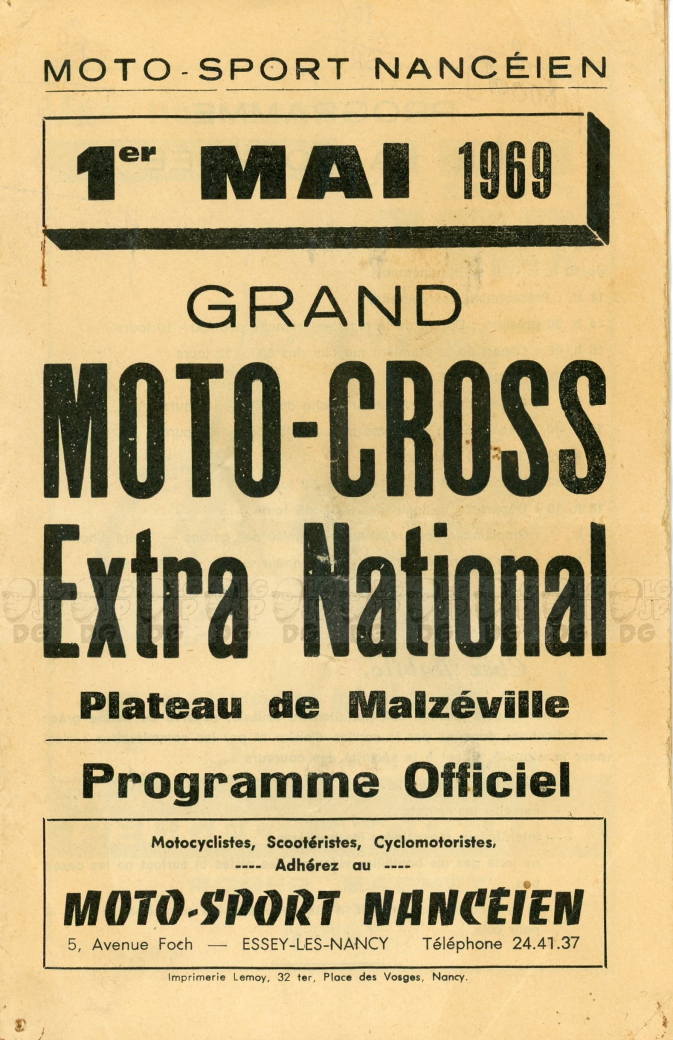 MOTO-SPORT NANCÉIEN
1er MAI 1969
GRAND
MOTO-CROSS
Extra National
Plateau de Malzéville
Programme Officiel
Motocyclistes, Scootéristes, Cyclomotoristes,
---- Adhérez au ----
MOTO-SPORT NANCÉIEN
5, Avenue Foch — ESSEY-LES-NANCY Téléphone 24.41.37
Imprimerie Lemoy, 32 ter, Place des Vosges, Nancy.